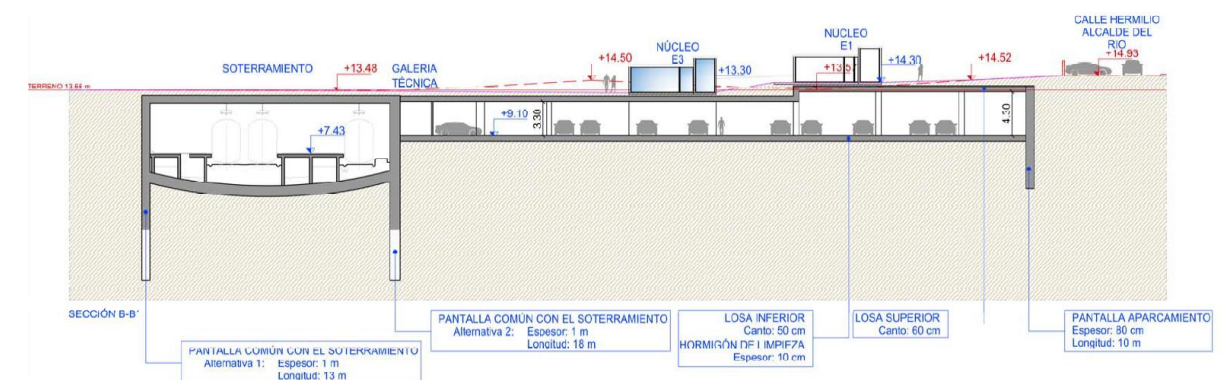 CALLE HERMILIO
ALCALDE DEL
RIO
+14.93
NUCLEO
E1
+14.30
+14.52
NÚCLEO
E3
+14.50
+13.30
SOTERRAMIENTO
+13.48
GALERIA
TÉCNICA
TERRENO
+9.10
3.30
4.30
+7.43
SECCIÓN B-B'
PANTALLA COMÚN CON EL SOTERRAMIENTO
Alternativa 1: Espesor: 1 m
Longitud: 13 m
PANTALLA COMÚN CON EL SOTERRAMIENTO
Alternativa 2: Espesor: 1 m
Longitud: 18 m
LOSA INFERIOR
Canto: 50 cm
HORMIGÓN DE LIMPIEZA
Espesor: 10 cm
LOSA SUPERIOR
Canto: 60 cm
PANTALLA APARCAMIENTO
Espesor: 80 cm
Longitud: 10 m